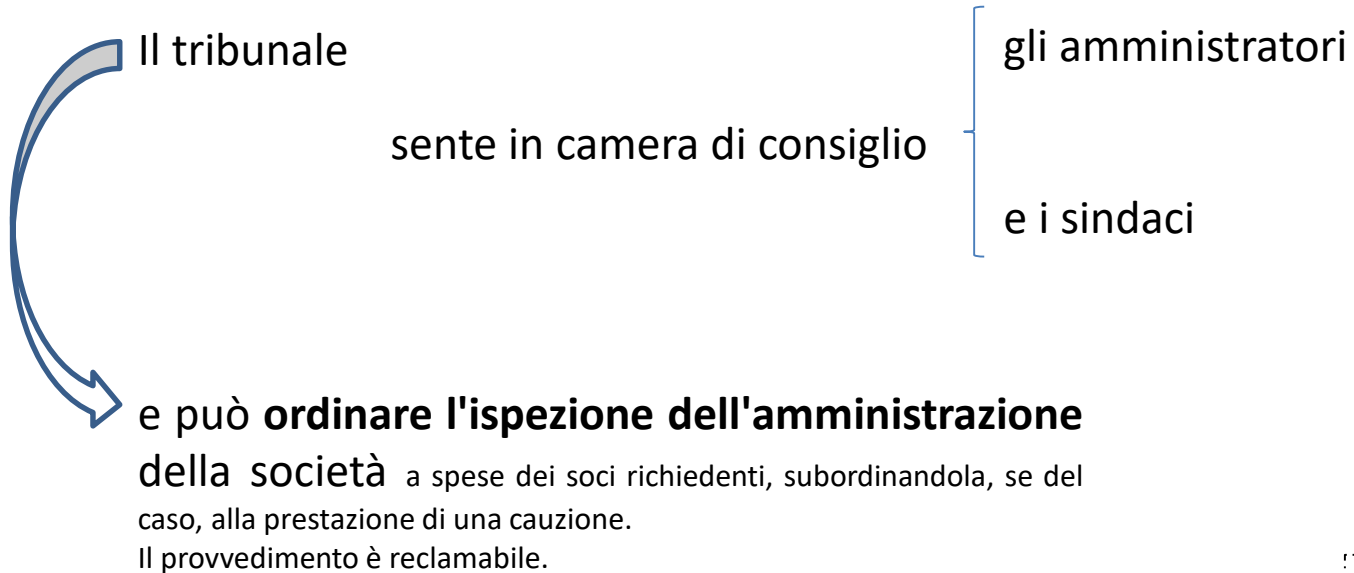 Il tribunale
gli amministratori
sente in camera di consiglio
e i sindaci
e può ordinare l'ispezione dell'amministrazione
della società a spese dei soci richiedenti, subordinandola, se del
caso, alla prestazione di una cauzione.
Il provvedimento è reclamabile.